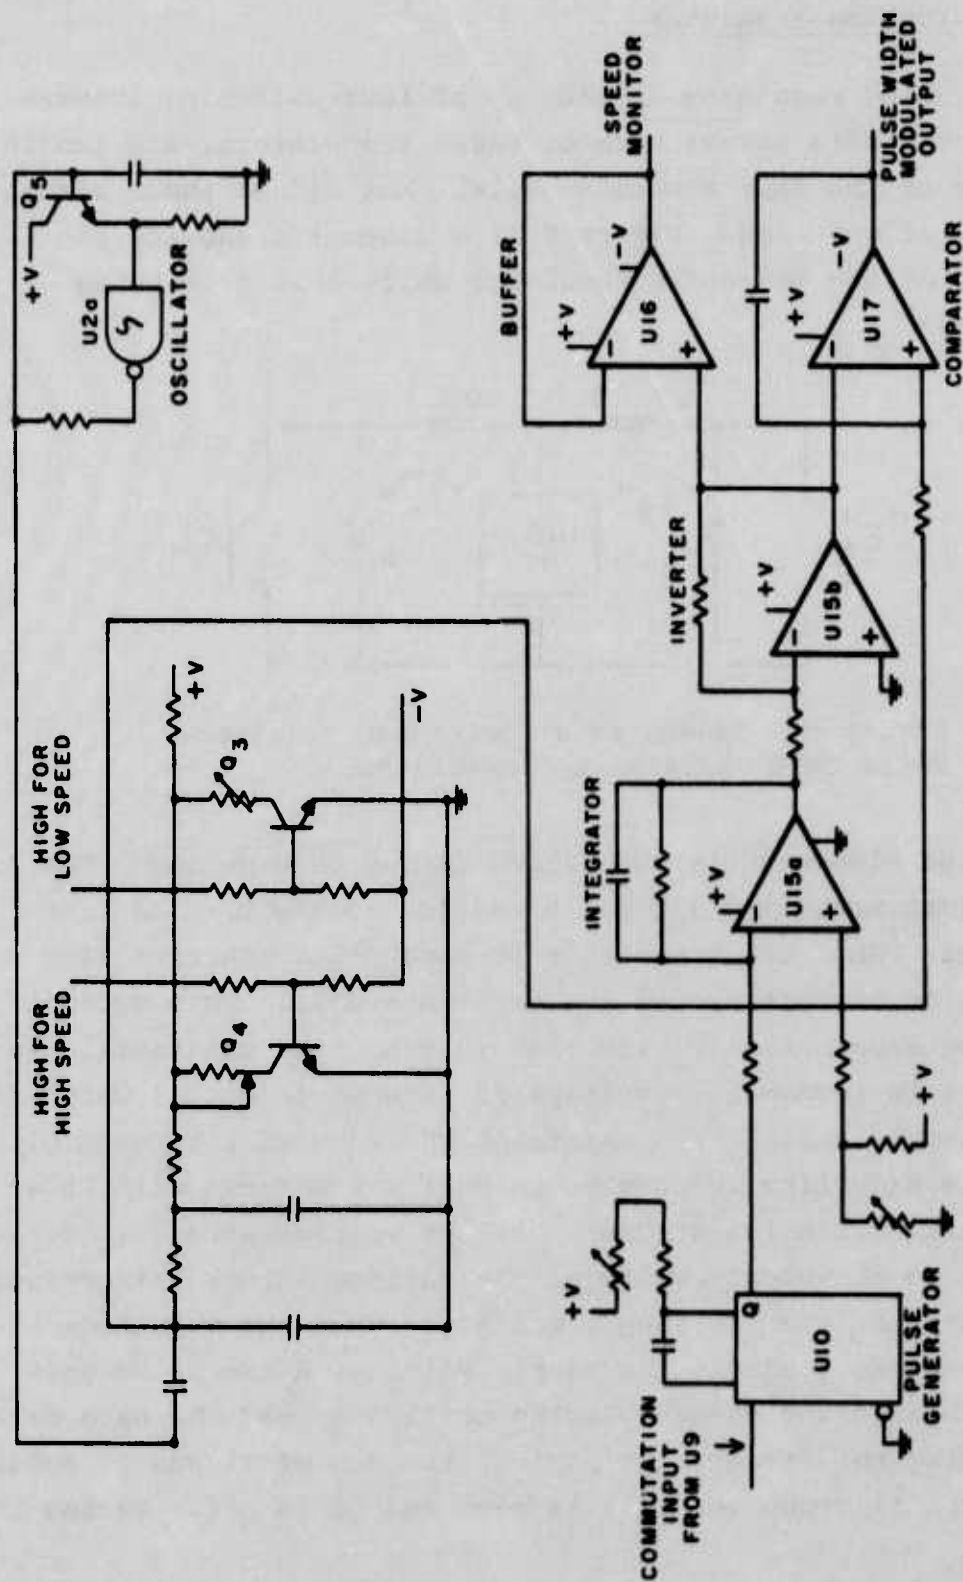 HIGH FOR
HIGH SPEED
HIGH FOR
LOW SPEED
+V
Q4
Q3
-V
+V
Q5
U2a
OSCILLATOR
COMMUTATION
INPUT
FROM U9
+V
Q
U10
PULSE
GENERATOR
+V
INTEGRATOR
+V
-
U15a
+
INVERTER
+V
-
U15b
+
BUFFER
+V
-V
-
U16
+
SPEED
MONITOR
+V
-V
-
U17
+
COMPARATOR
PULSE WIDTH
MODULATED
OUTPUT